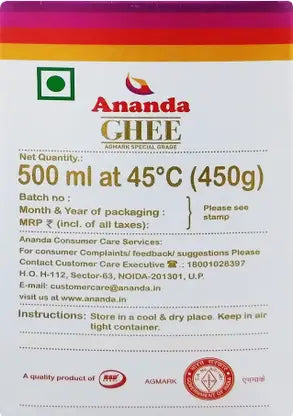 Ananda
GHEE
AGMARK SPECIAL GRADE
Net Quantity.:
500 ml at 45°C (450g)
Batch no :
Month & Year of packaging :
MRP ₹ (incl. of all taxes):
Please see
stamp
Ananda Consumer Care Services:
For consumer Complaints/ feedback/ suggestions Please
Contact Customer Care Executive ☎.: 18001028397
H.O. H-112, Sector-63, NOIDA-201301, U.P.
E-mail: customercare@ananda.in
visit us at www.ananda.in
Instructions: Store in a cool & dry place. Keep in air
tight container.
A quality product of
AGMARK
एगमार्क